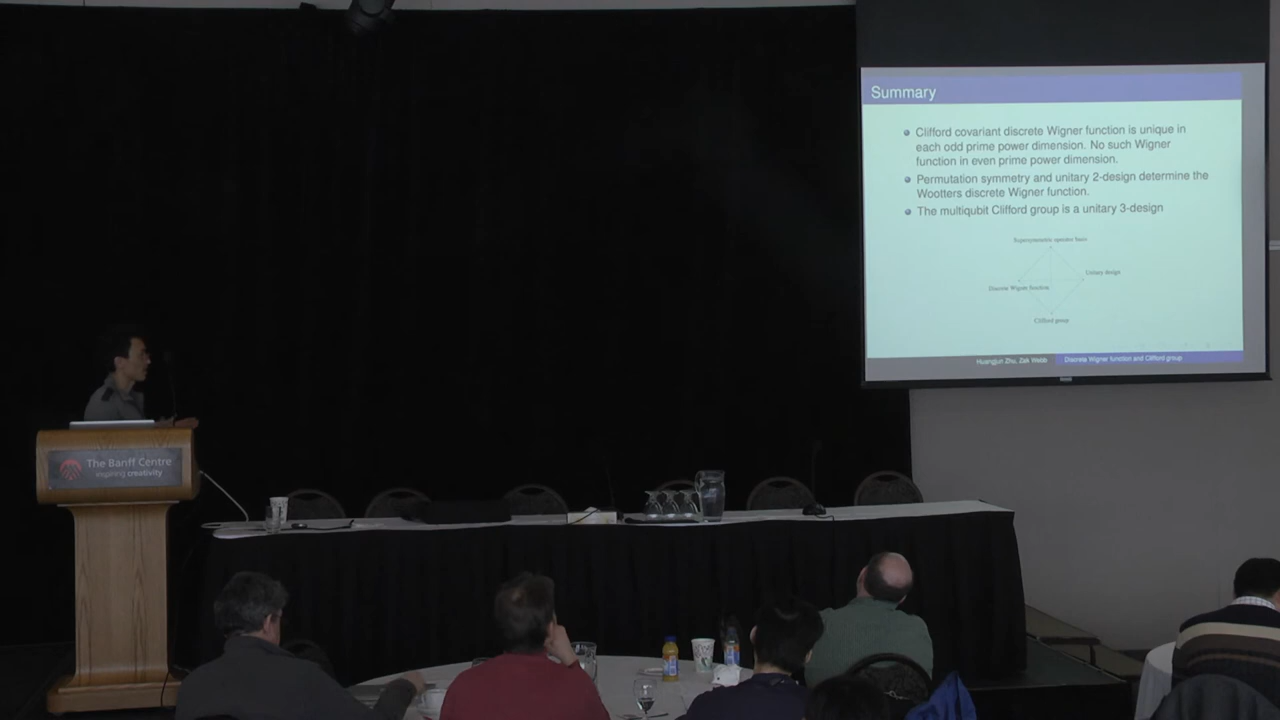 Summary
Clifford covariant discrete Wigner function is unique in
each odd prime power dimension. No such Wigner
function in even prime power dimension.
Permutation symmetry and unitary 2-design determine the
Wootters discrete Wigner function.
The multiqubit Clifford group is a unitary 3-design
Supersymmetric operator basis
Unitary design
Discrete Wigner function
Clifford group
Huangjun Zhu, Zak Webb
Discrete Wigner function and Clifford group
The Banff Centre
inspiring creativity